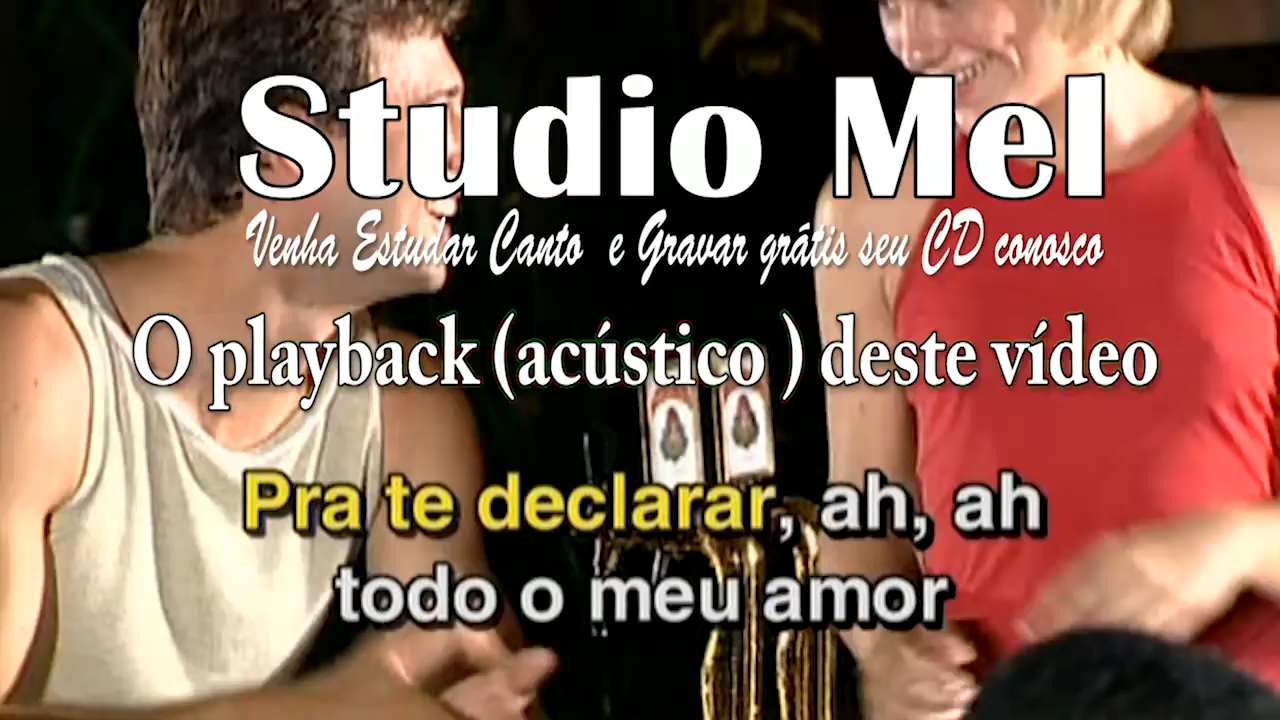 Studio Mel
Venha Estudar Canto e Gravar grátis seu CD conosco
O playback (acústico ) deste vídeo
Pra te declarar, ah, ah
todo o meu amor